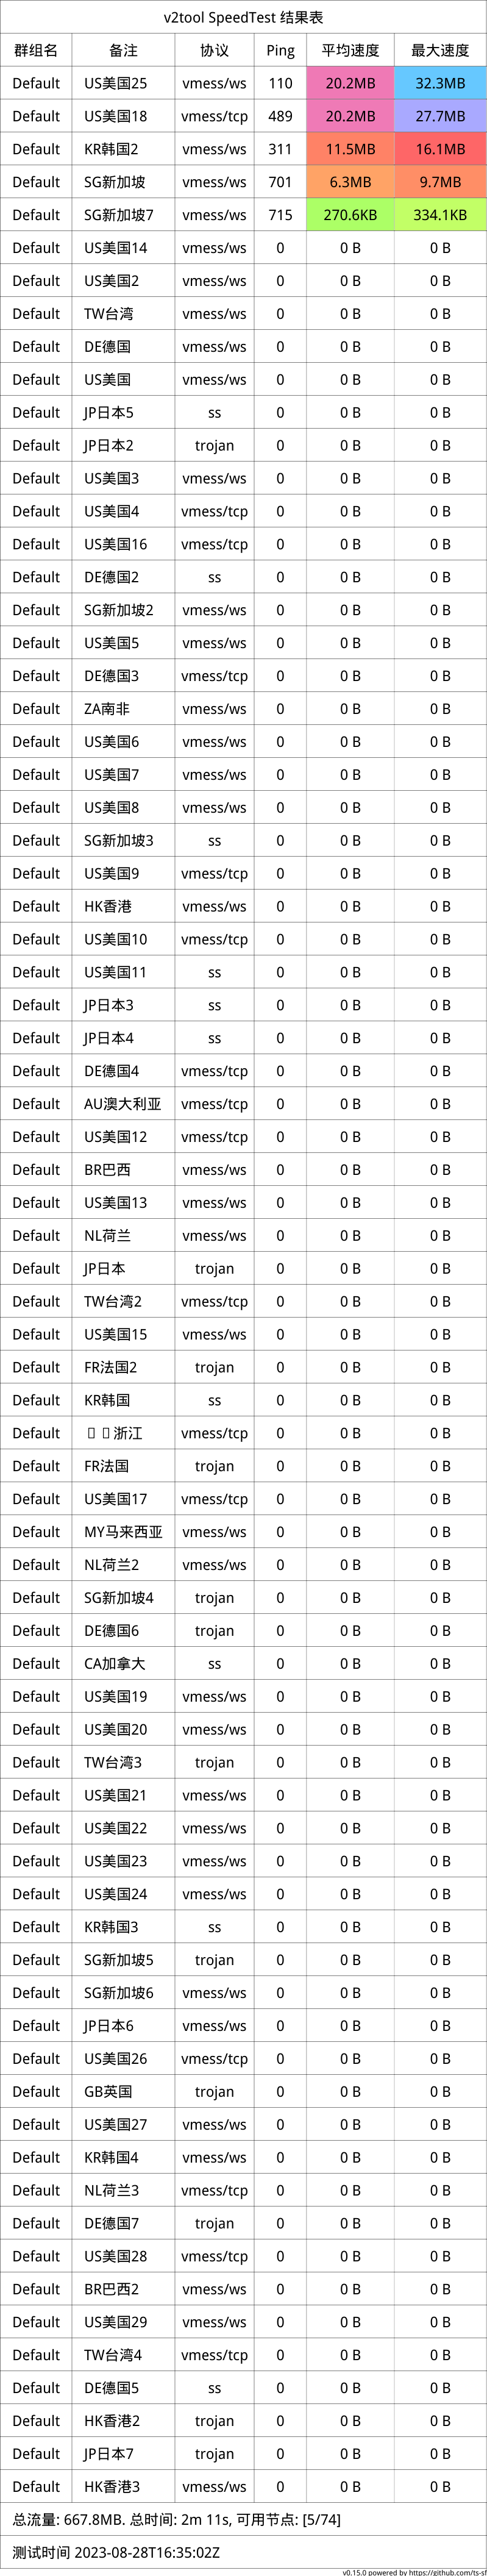 v2tool SpeedTest 结果表
群组名 备注 协议 Ping 平均速度 最大速度
Default US美国25 vmess/ws 110 20.2MB 32.3MB
Default US美国18 vmess/tcp 489 20.2MB 27.7MB
Default KR韩国2 vmess/ws 311 11.5MB 16.1MB
Default SG新加坡 vmess/ws 701 6.3MB 9.7MB
Default SG新加坡7 vmess/ws 715 270.6KB 334.1KB
Default US美国14 vmess/ws 0 0 B 0 B
Default US美国2 vmess/ws 0 0 B 0 B
Default TW台湾 vmess/ws 0 0 B 0 B
Default DE德国 vmess/ws 0 0 B 0 B
Default US美国 vmess/ws 0 0 B 0 B
Default JP日本5 ss 0 0 B 0 B
Default JP日本2 trojan 0 0 B 0 B
Default US美国3 vmess/ws 0 0 B 0 B
Default US美国4 vmess/tcp 0 0 B 0 B
Default US美国16 vmess/tcp 0 0 B 0 B
Default DE德国2 ss 0 0 B 0 B
Default SG新加坡2 vmess/ws 0 0 B 0 B
Default US美国5 vmess/ws 0 0 B 0 B
Default DE德国3 vmess/tcp 0 0 B 0 B
Default ZA南非 vmess/ws 0 0 B 0 B
Default US美国6 vmess/ws 0 0 B 0 B
Default US美国7 vmess/ws 0 0 B 0 B
Default US美国8 vmess/ws 0 0 B 0 B
Default SG新加坡3 ss 0 0 B 0 B
Default US美国9 vmess/tcp 0 0 B 0 B
Default HK香港 vmess/ws 0 0 B 0 B
Default US美国10 vmess/tcp 0 0 B 0 B
Default US美国11 ss 0 0 B 0 B
Default JP日本3 ss 0 0 B 0 B
Default JP日本4 ss 0 0 B 0 B
Default DE德国4 vmess/tcp 0 0 B 0 B
Default AU澳大利亚 vmess/tcp 0 0 B 0 B
Default US美国12 vmess/tcp 0 0 B 0 B
Default BR巴西 vmess/ws 0 0 B 0 B
Default US美国13 vmess/ws 0 0 B 0 B
Default NL荷兰 vmess/ws 0 0 B 0 B
Default JP日本 trojan 0 0 B 0 B
Default TW台湾2 vmess/tcp 0 0 B 0 B
Default US美国15 vmess/ws 0 0 B 0 B
Default FR法国2 trojan 0 0 B 0 B
Default KR韩国 ss 0 0 B 0 B
Default 浙江 vmess/tcp 0 0 B 0 B
Default FR法国 trojan 0 0 B 0 B
Default US美国17 vmess/tcp 0 0 B 0 B
Default MY马来西亚 vmess/ws 0 0 B 0 B
Default NL荷兰2 vmess/ws 0 0 B 0 B
Default SG新加坡4 trojan 0 0 B 0 B
Default DE德国6 trojan 0 0 B 0 B
Default CA加拿大 ss 0 0 B 0 B
Default US美国19 vmess/ws 0 0 B 0 B
Default US美国20 vmess/ws 0 0 B 0 B
Default TW台湾3 trojan 0 0 B 0 B
Default US美国21 vmess/ws 0 0 B 0 B
Default US美国22 vmess/ws 0 0 B 0 B
Default US美国23 vmess/ws 0 0 B 0 B
Default US美国24 vmess/ws 0 0 B 0 B
Default KR韩国3 ss 0 0 B 0 B
Default SG新加坡5 trojan 0 0 B 0 B
Default SG新加坡6 vmess/ws 0 0 B 0 B
Default JP日本6 vmess/ws 0 0 B 0 B
Default US美国26 vmess/tcp 0 0 B 0 B
Default GB英国 trojan 0 0 B 0 B
Default US美国27 vmess/ws 0 0 B 0 B
Default KR韩国4 vmess/ws 0 0 B 0 B
Default NL荷兰3 vmess/tcp 0 0 B 0 B
Default DE德国7 trojan 0 0 B 0 B
Default US美国28 vmess/tcp 0 0 B 0 B
Default BR巴西2 vmess/ws 0 0 B 0 B
Default US美国29 vmess/ws 0 0 B 0 B
Default TW台湾4 vmess/tcp 0 0 B 0 B
Default DE德国5 ss 0 0 B 0 B
Default HK香港2 trojan 0 0 B 0 B
Default JP日本7 trojan 0 0 B 0 B
Default HK香港3 vmess/ws 0 0 B 0 B
总流量: 667.8MB. 总时间: 2m 11s, 可用节点: [5/74]
测试时间 2023-08-28T16:35:02Z
v0.15.0 powered by https://github.com/ts-sf